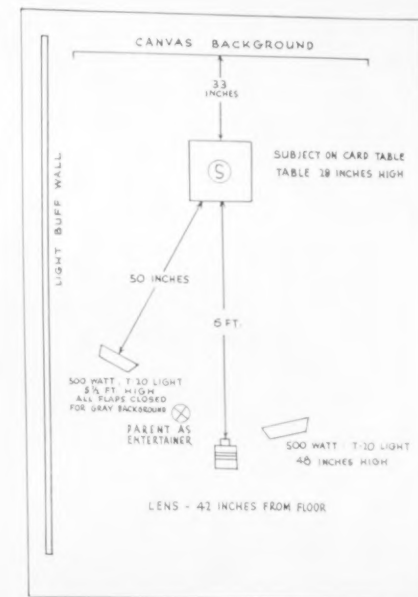 CANVAS BACKGROUND
33
INCHES
S
SUBJECT ON CARD TABLE
TABLE 28 INCHES HIGH
LIGHT BUFF WALL
50 INCHES
6 FT.
500 WATT. T-20 LIGHT
5½ FT. HIGH
ALL FLAPS CLOSED
FOR GRAY BACKGROUND
PARENT AS
ENTERTAINER
500 WATT. T-20 LIGHT
48 INCHES HIGH
LENS - 42 INCHES FROM FLOOR